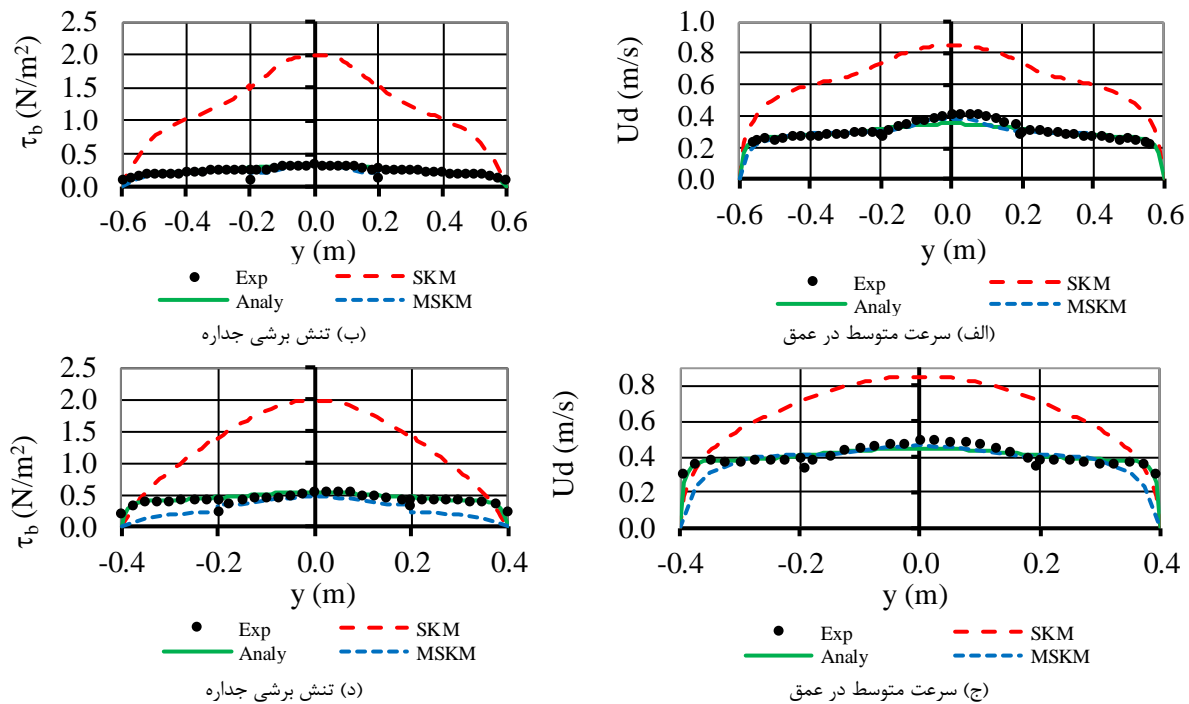 2.5
2.0
1.5
1.0
0.5
0.0
τb (N/m²)
-0.6 -0.4 -0.2 0.0 0.2 0.4 0.6
y (m)
Exp SKM
Analy MSKM
(ب) تنش برشی جداره
1.0
0.8
0.6
0.4
0.2
0.0
Ud (m/s)
-0.6 -0.4 -0.2 0.0 0.2 0.4 0.6
y (m)
Exp SKM
Analy MSKM
(الف) سرعت متوسط در عمق
2.5
2.0
1.5
1.0
0.5
0.0
τb (N/m²)
-0.4 -0.2 0.0 0.2 0.4
y (m)
Exp SKM
Analy MSKM
(د) تنش برشی جداره
0.8
0.6
0.4
0.2
0.0
Ud (m/s)
-0.4 -0.2 0.0 0.2 0.4
y (m)
Exp SKM
Analy MSKM
(ج) سرعت متوسط در عمق